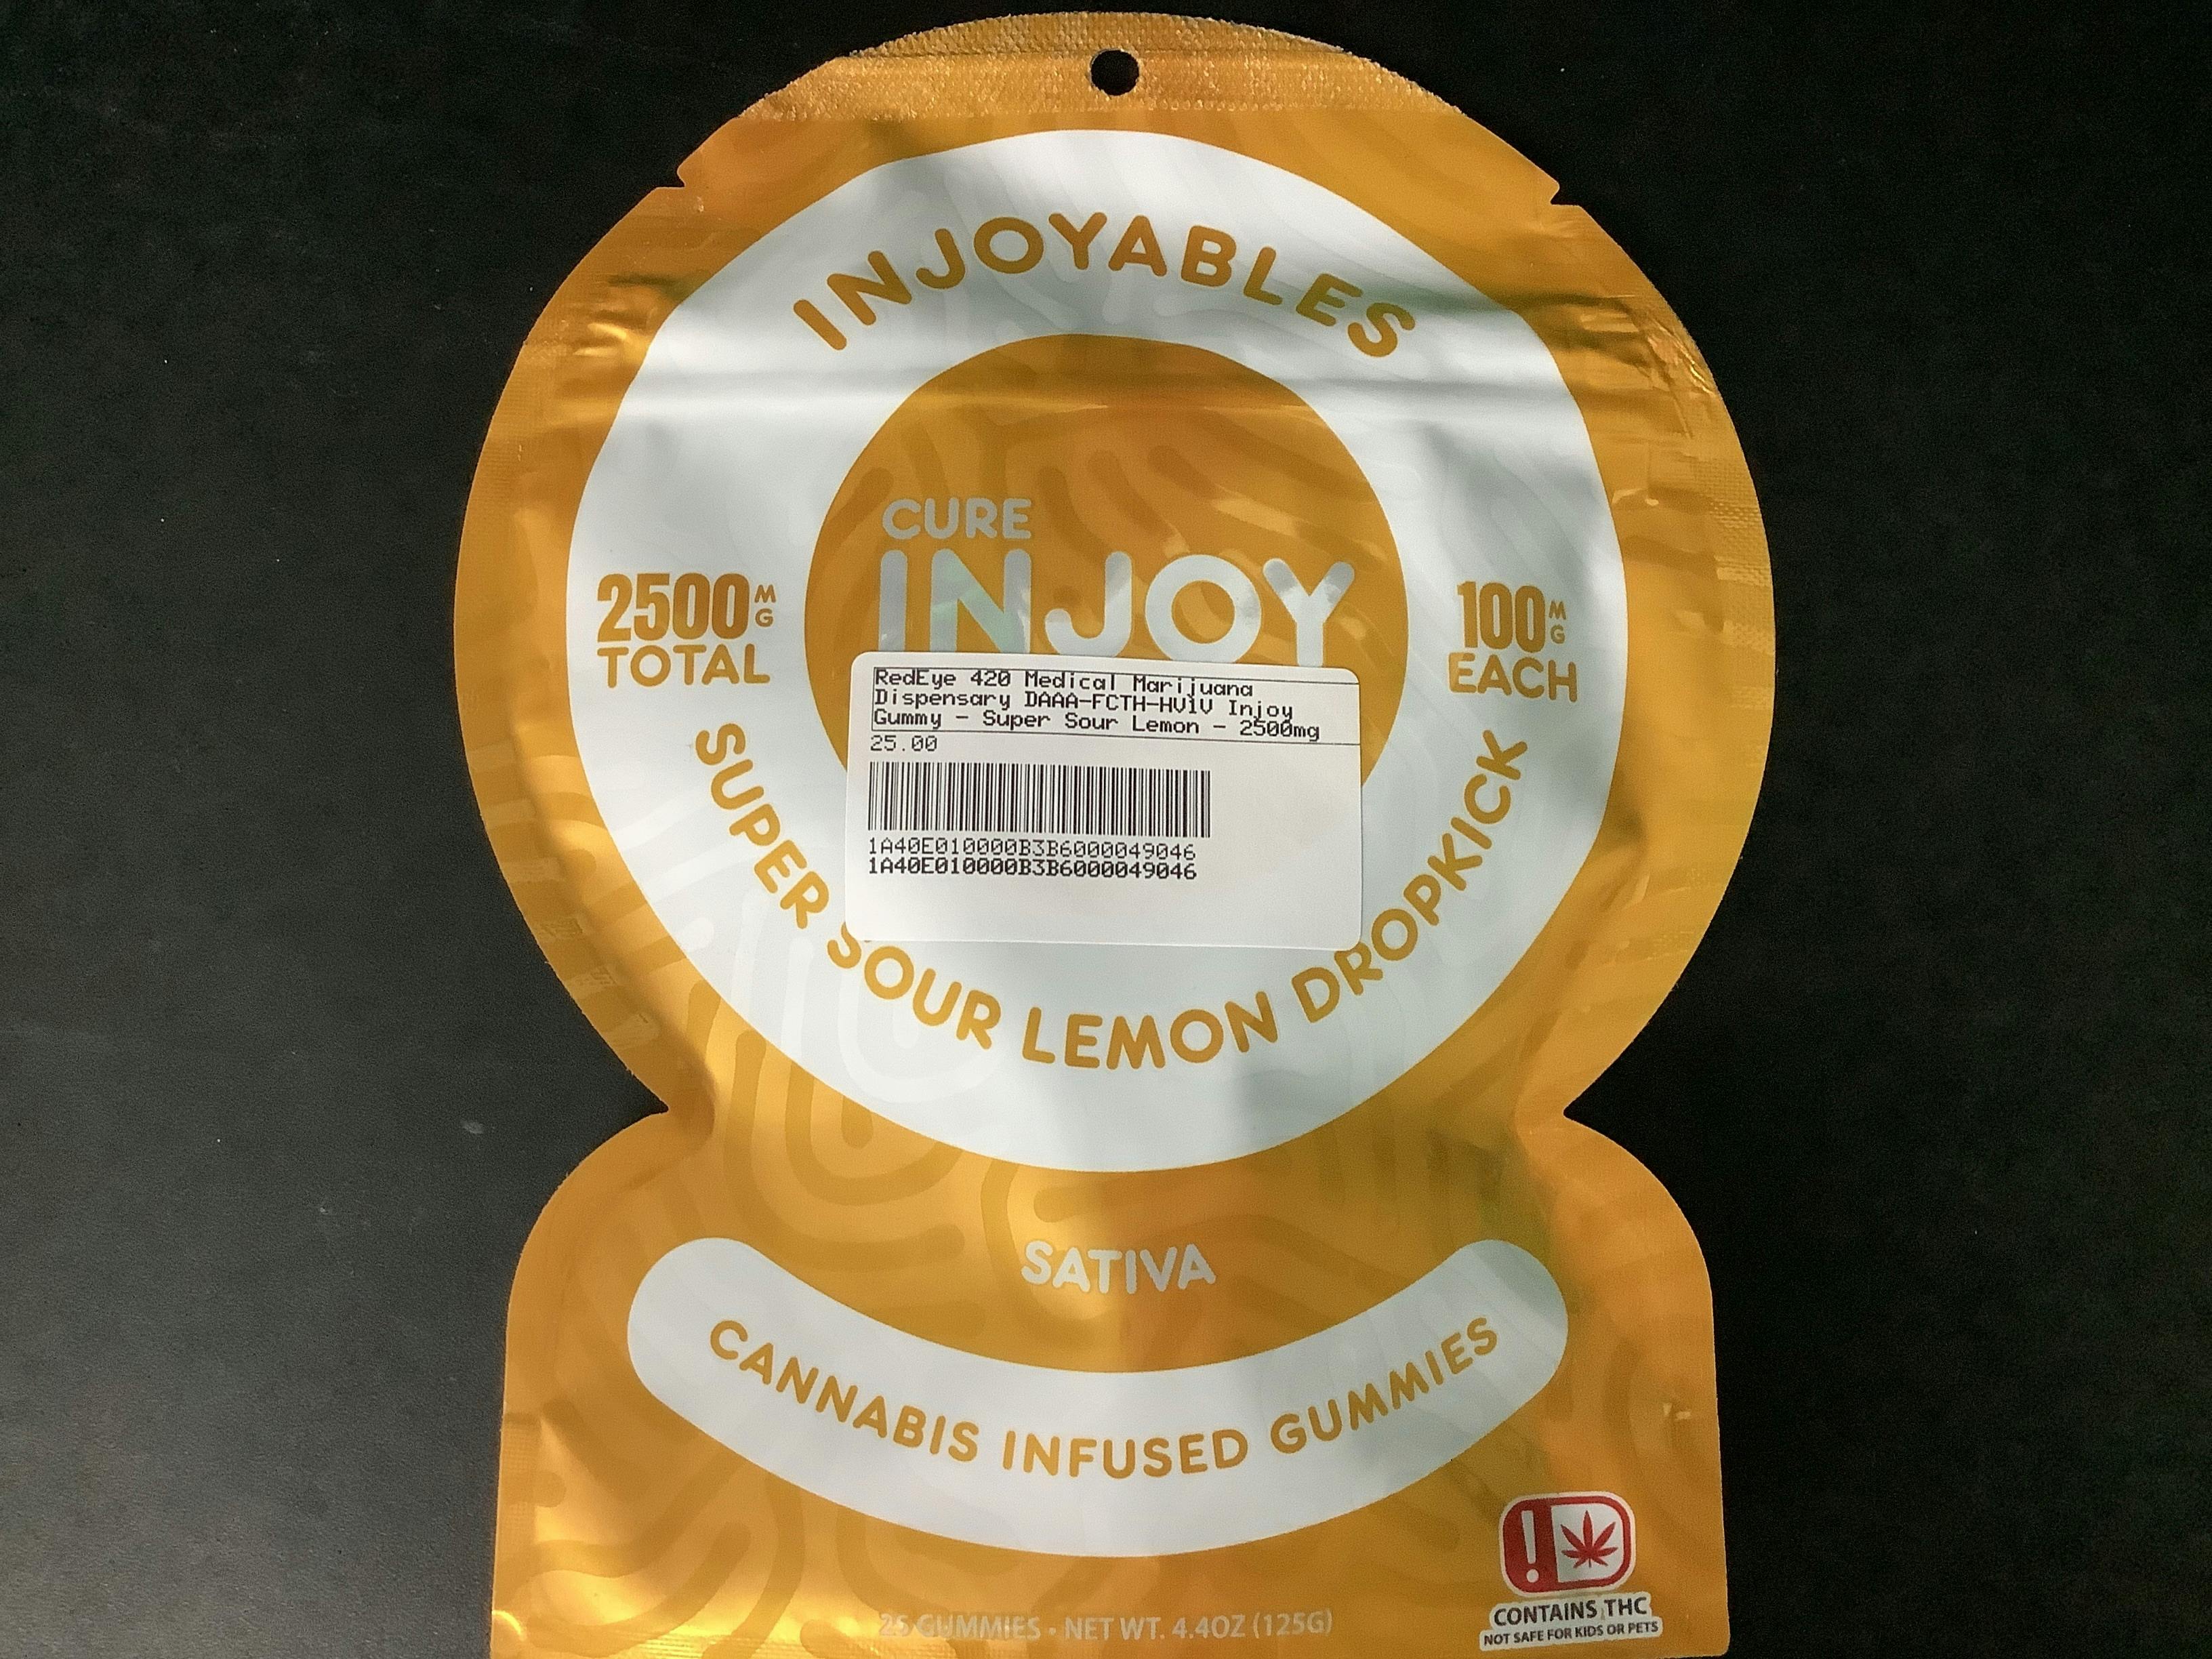 INJOYABLES
CURE
INJOY
2500MG
TOTAL
100MG
EACH
RedEye 420 Medical Marijuana
Dispensary DAAA-FCTH-HV1V Injoy
Gummy - Super Sour Lemon - 2500mg
25.00
1A40E010000B3B6000049046
1A40E010000B3B6000049046
SUPER SOUR LEMON DROPKICK
SATIVA
CANNABIS INFUSED GUMMIES
25 GUMMIES • NET WT. 4.4OZ (125G)
!
CONTAINS THC
NOT SAFE FOR KIDS OR PETS